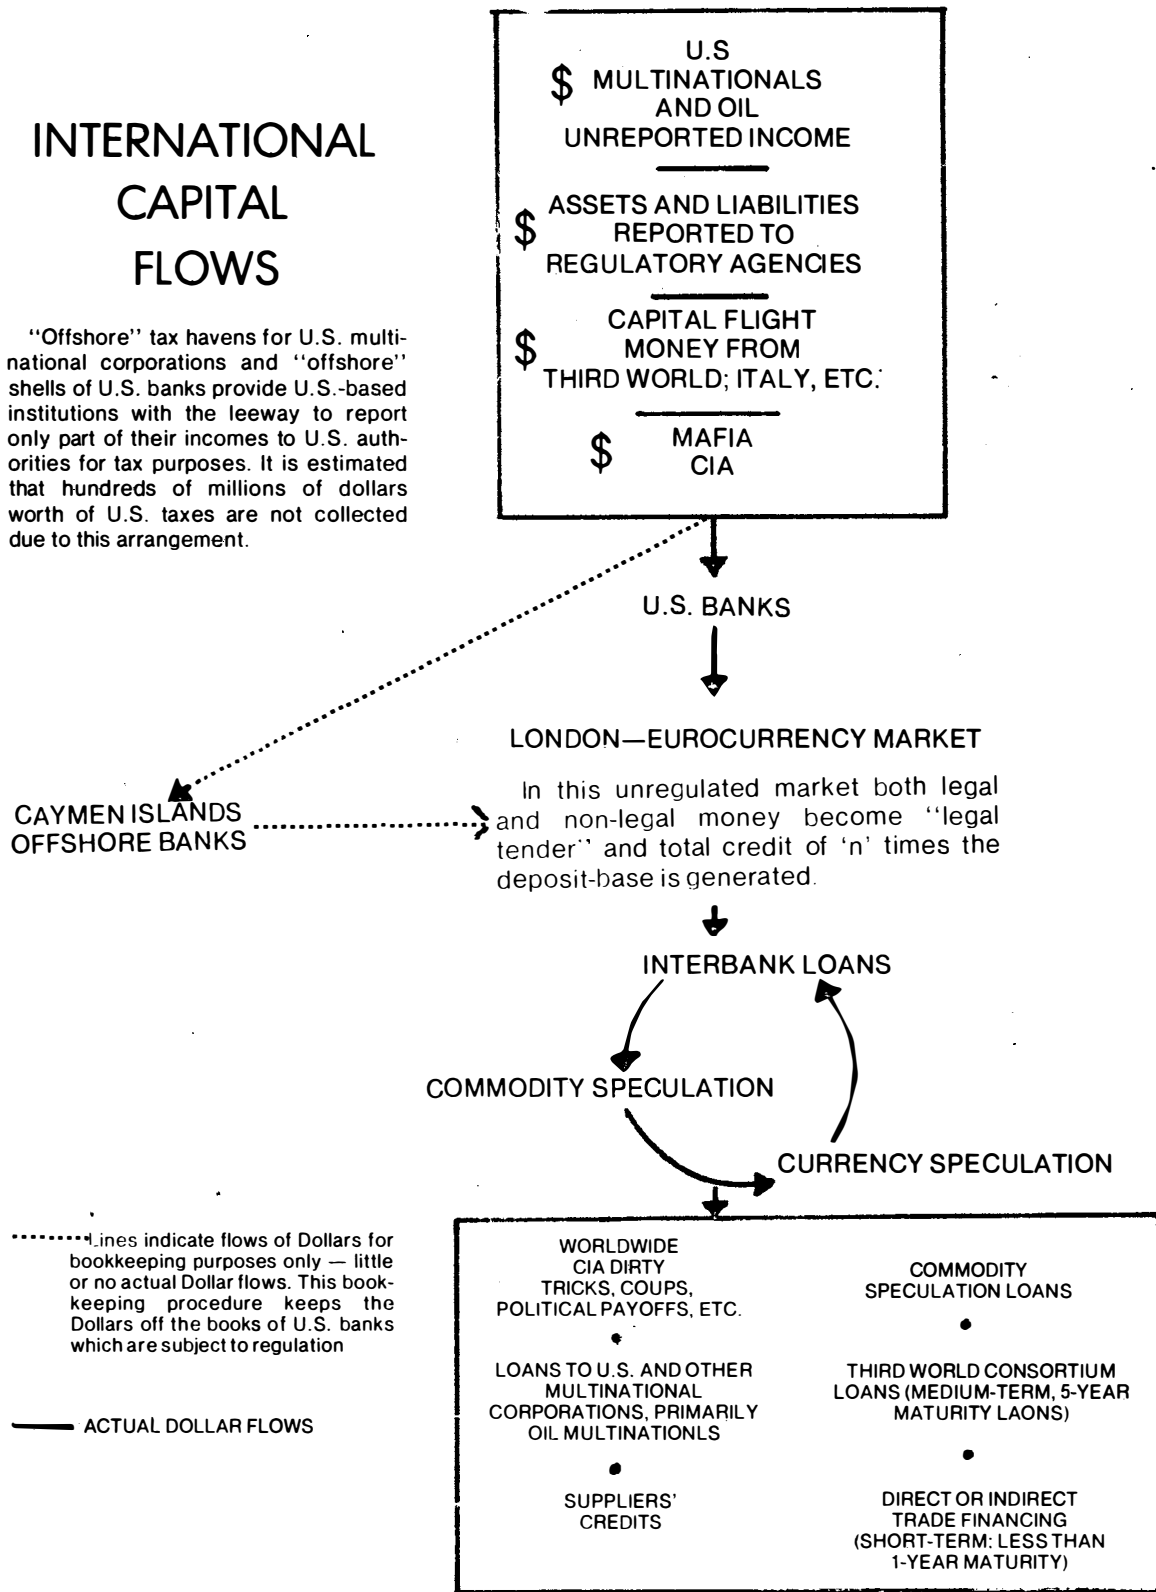 INTERNATIONAL
CAPITAL
FLOWS
"Offshore" tax havens for U.S. multi-
national corporations and "offshore"
shells of U.S. banks provide U.S.-based
institutions with the leeway to report
only part of their incomes to U.S. auth-
orities for tax purposes. It is estimated
that hundreds of millions of dollars
worth of U.S. taxes are not collected
due to this arrangement.
U.S
$ MULTINATIONALS
AND OIL
UNREPORTED INCOME
ASSETS AND LIABILITIES
$ REPORTED TO
REGULATORY AGENCIES
CAPITAL FLIGHT
$ MONEY FROM
THIRD WORLD; ITALY, ETC.
$ MAFIA
CIA
U.S. BANKS
LONDON—EUROCURRENCY MARKET
In this unregulated market both legal
and non-legal money become "legal
tender" and total credit of 'n' times the
deposit-base is generated.
CAYMEN ISLANDS
OFFSHORE BANKS
INTERBANK LOANS
COMMODITY SPECULATION
CURRENCY SPECULATION
Lines indicate flows of Dollars for
bookkeeping purposes only — little
or no actual Dollar flows. This book-
keeping procedure keeps the
Dollars off the books of U.S. banks
which are subject to regulation
ACTUAL DOLLAR FLOWS
WORLDWIDE
CIA DIRTY
TRICKS, COUPS,
POLITICAL PAYOFFS, ETC.
LOANS TO U.S. AND OTHER
MULTINATIONAL
CORPORATIONS, PRIMARILY
OIL MULTINATIONLS
SUPPLIERS'
CREDITS
COMMODITY
SPECULATION LOANS
THIRD WORLD CONSORTIUM
LOANS (MEDIUM-TERM, 5-YEAR
MATURITY LAONS)
DIRECT OR INDIRECT
TRADE FINANCING
(SHORT-TERM: LESS THAN
1-YEAR MATURITY)